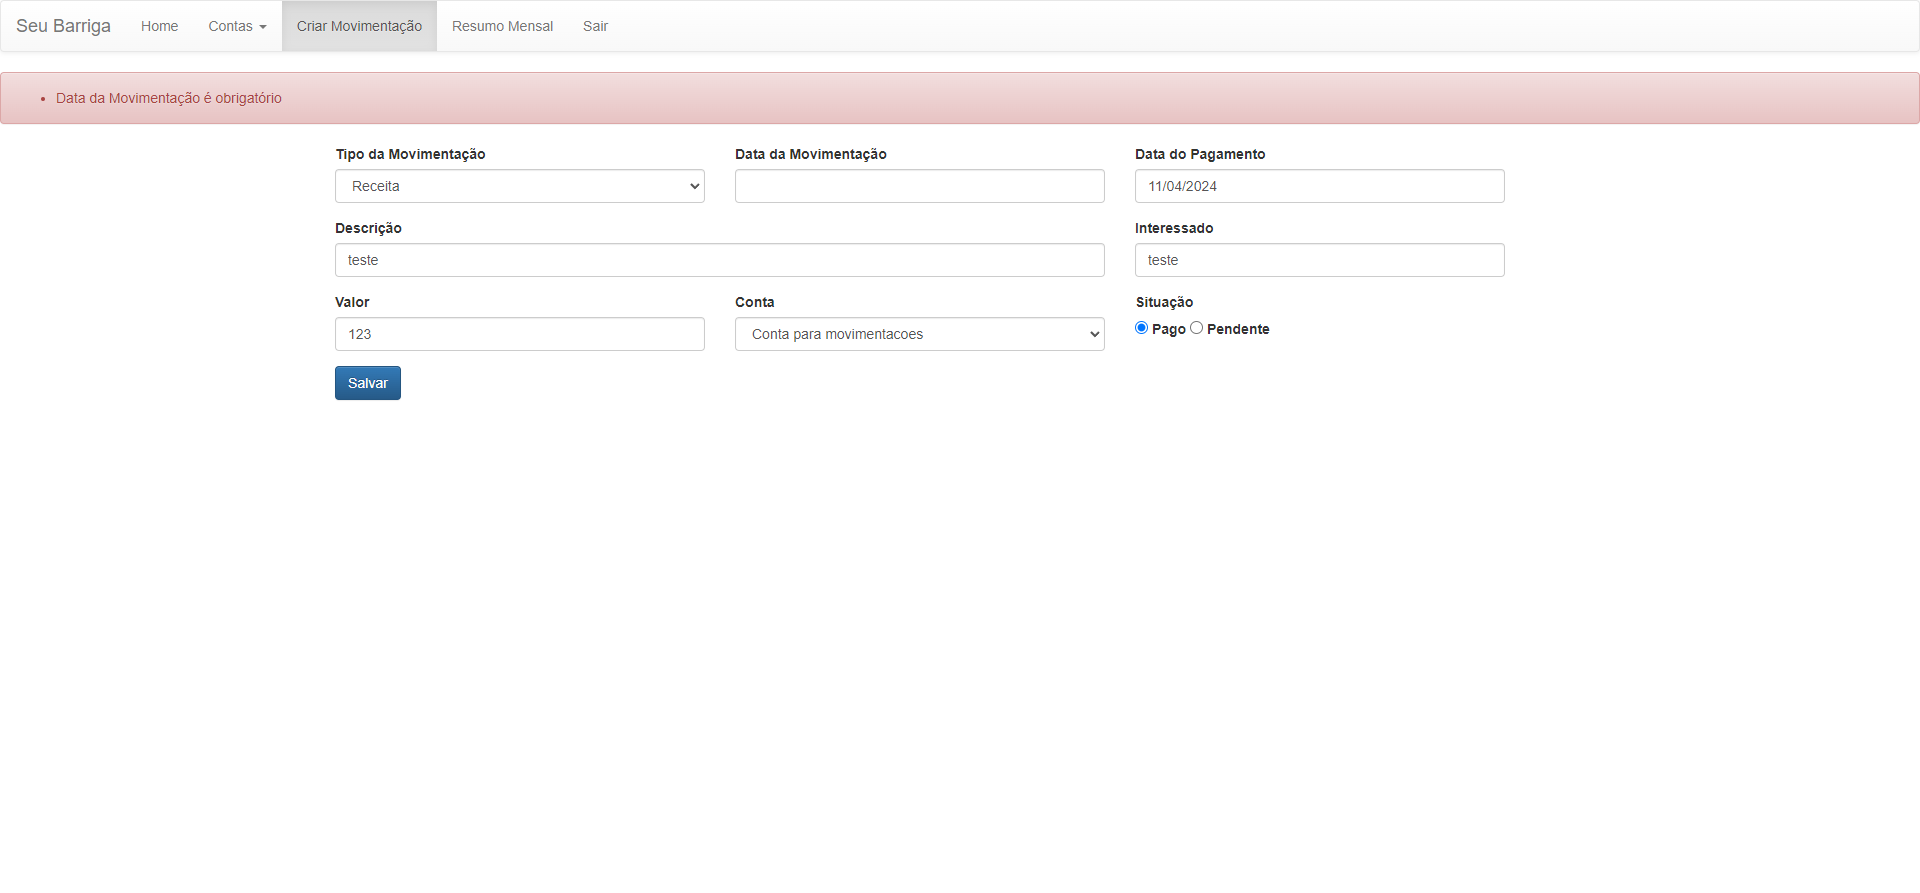 Seu Barriga Home Contas Criar Movimentação Resumo Mensal Sair
Data da Movimentação é obrigatório
Tipo da Movimentação Data da Movimentação Data do Pagamento
Receita 11/04/2024
Descrição Interessado
teste teste
Valor Conta Situação
123 Conta para movimentacoes Pago Pendente
Salvar